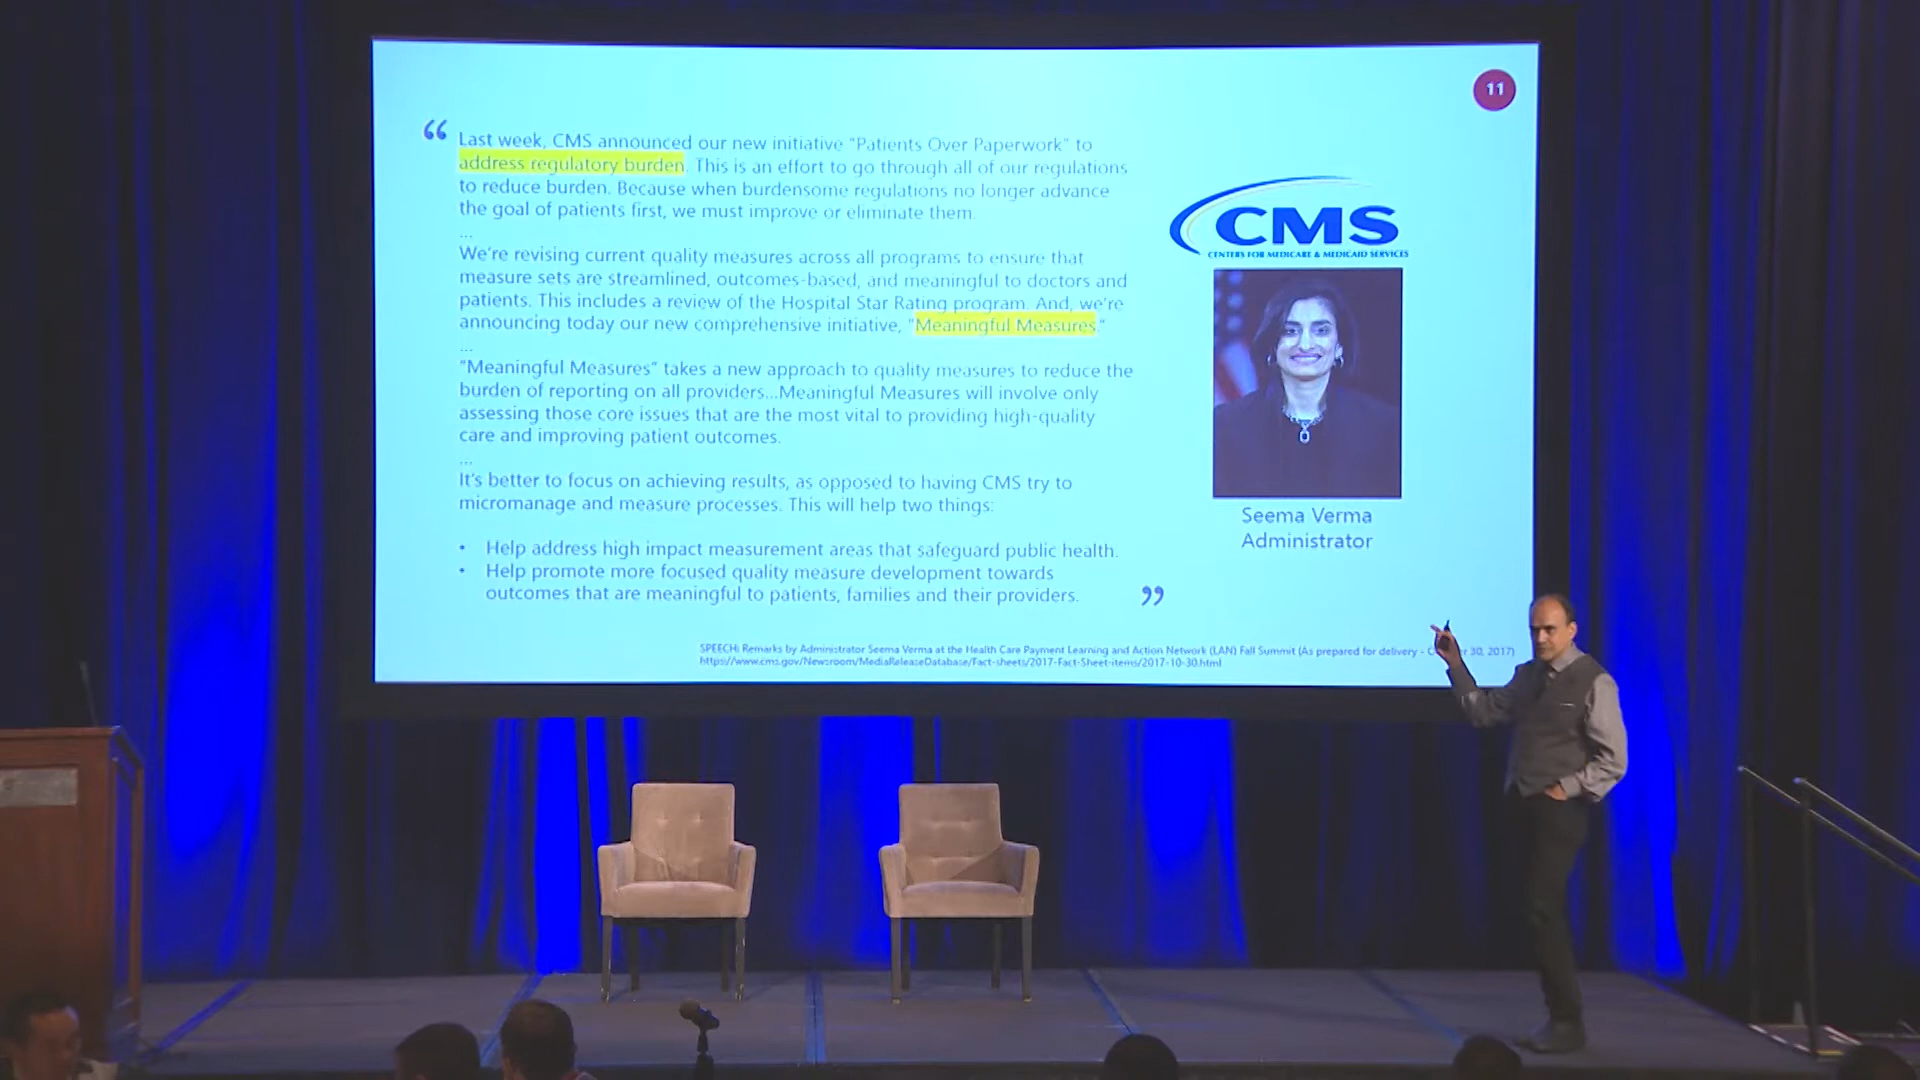 11
“ Last week, CMS announced our new initiative "Patients Over Paperwork" to
address regulatory burden. This is an effort to go through all of our regulations
to reduce burden. Because when burdensome regulations no longer advance
the goal of patients first, we must improve or eliminate them.
...
We're revising current quality measures across all programs to ensure that
measure sets are streamlined, outcomes-based, and meaningful to doctors and
patients. This includes a review of the Hospital Star Rating program. And, we're
announcing today our new comprehensive initiative, "Meaningful Measures."
...
"Meaningful Measures" takes a new approach to quality measures to reduce the
burden of reporting on all providers...Meaningful Measures will involve only
assessing those core issues that are the most vital to providing high-quality
care and improving patient outcomes.
...
It's better to focus on achieving results, as opposed to having CMS try to
micromanage and measure processes. This will help two things:
• Help address high impact measurement areas that safeguard public health.
• Help promote more focused quality measure development towards
outcomes that are meaningful to patients, families and their providers. ”
CMS
CENTERS FOR MEDICARE & MEDICAID SERVICES
Seema Verma
Administrator
SPEECH: Remarks by Administrator Seema Verma at the Health Care Payment Learning and Action Network (LAN) Fall Summit (As prepared for delivery - 30, 2017)
https://www.cms.gov/Newsroom/MediaReleaseDatabase/Fact-sheets/2017-Fact-Sheet-items/2017-10-30.html